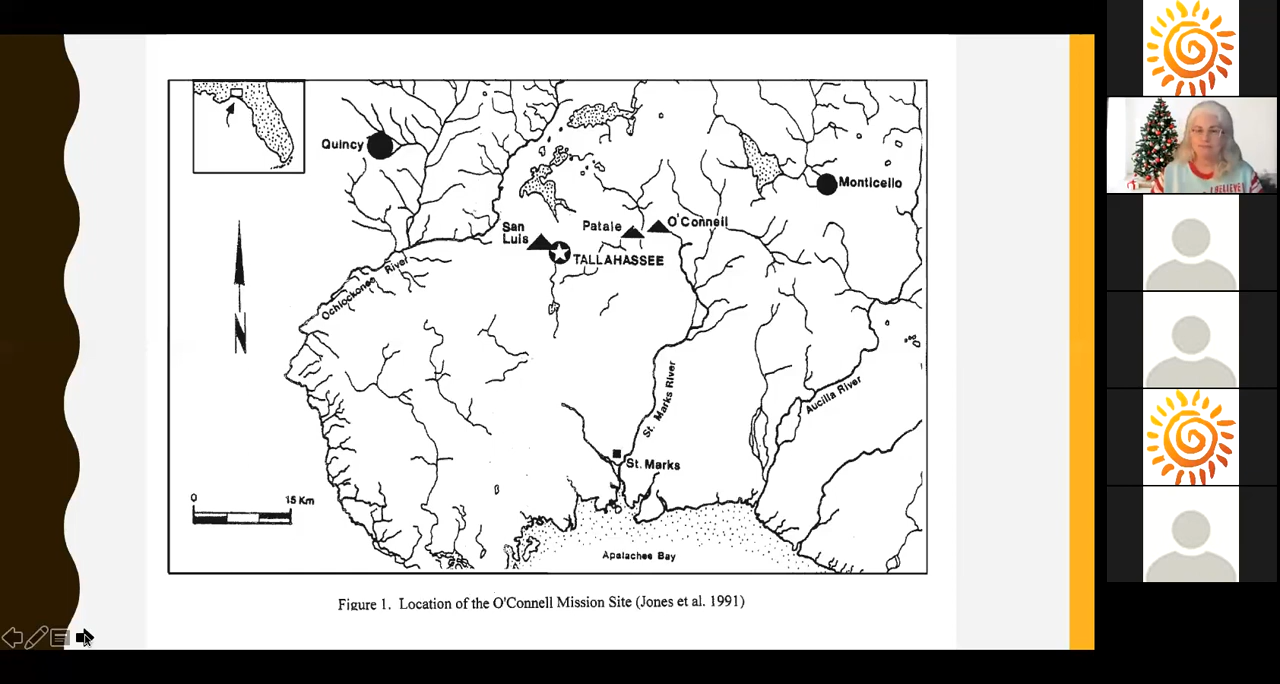 Quincy
Monticello
San
Luis
Patale
O'Connell
TALLAHASSEE
Ochlockonee River
N
St. Marks River
Aucilla River
St. Marks
0
15 Km
Apalachee Bay
Figure 1. Location of the O'Connell Mission Site (Jones et al. 1991)
I BELIEVE